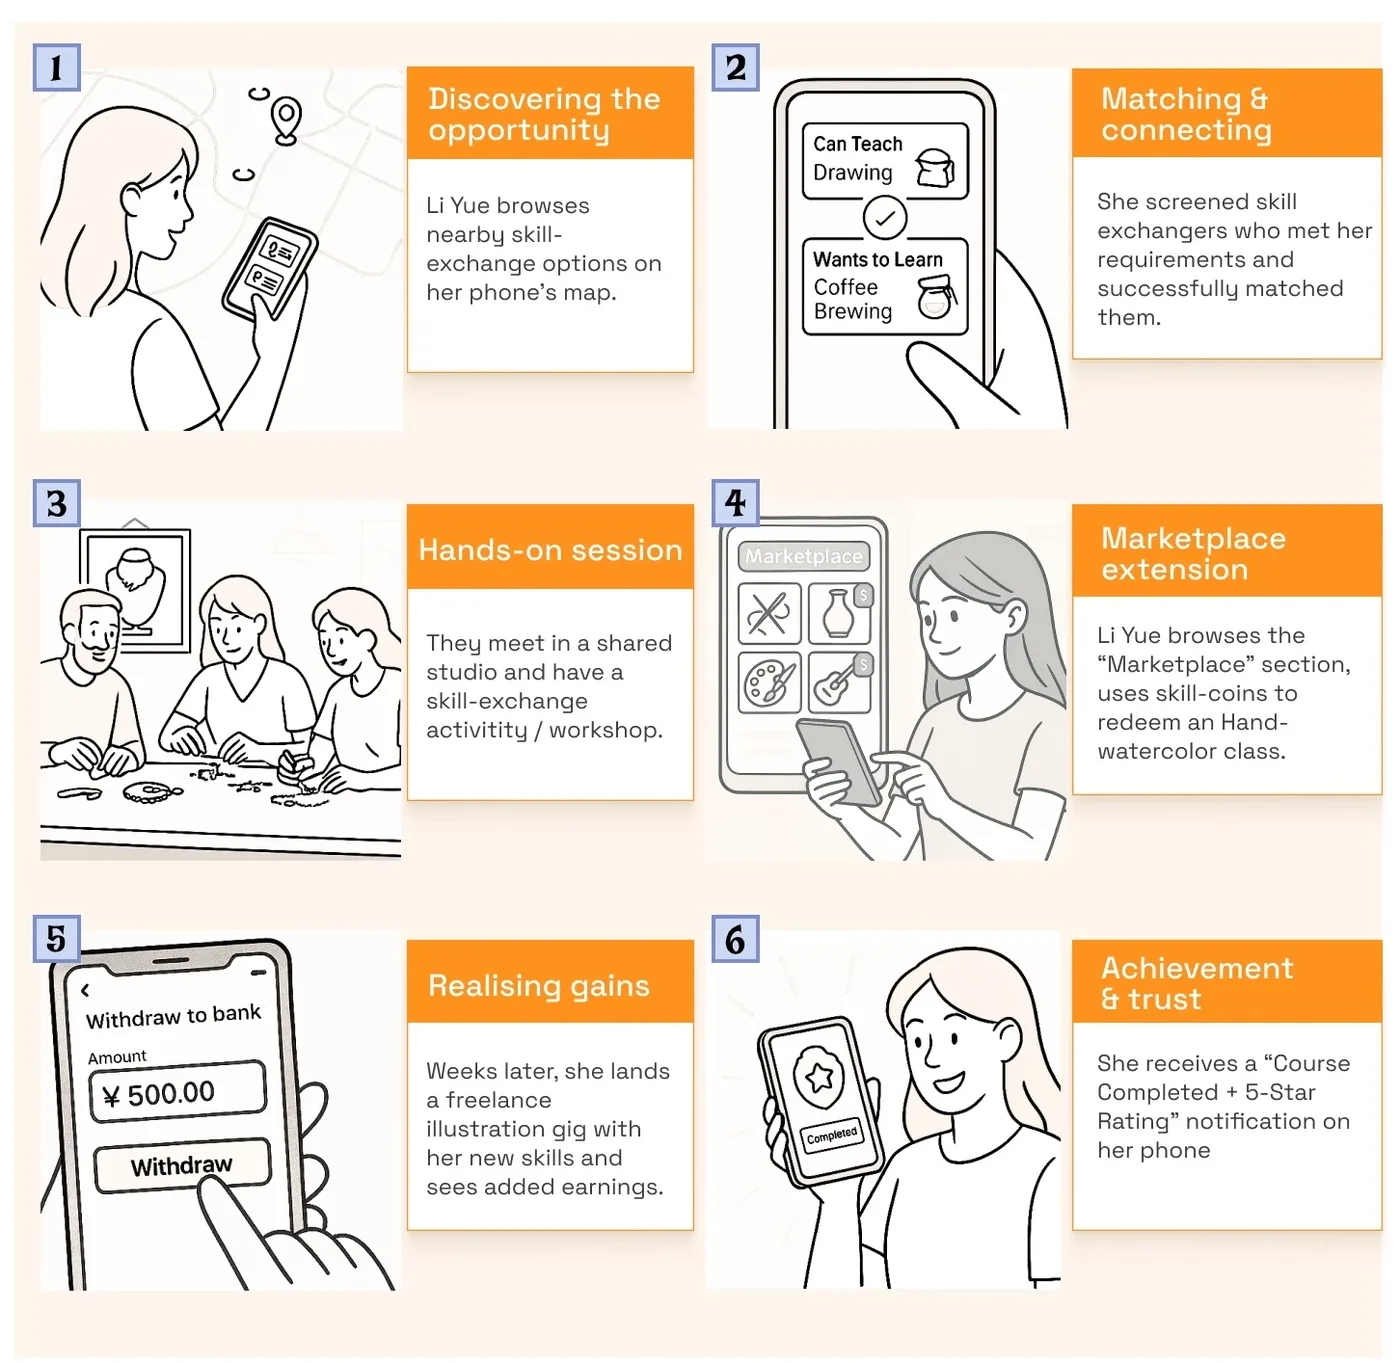 1
Discovering the
opportunity
Li Yue browses
nearby skill-
exchange options on
her phone's map.
2
Can Teach
Drawing
Wants to Learn
Coffee
Brewing
Matching &
connecting
She screened skill
exchangers who met her
requirements and
successfully matched
them.
3
Hands-on session
They meet in a shared
studio and have a
skill-exchange
activitity / workshop.
4
Marketplace
$
$
Marketplace
extension
Li Yue browses the
“Marketplace” section,
uses skill-coins to
redeem an Hand-
watercolor class.
5
Withdraw to bank
Amount
¥ 500.00
Withdraw
Realising gains
Weeks later, she lands
a freelance
illustration gig with
her new skills and
sees added earnings.
6
Completed
Achievement
& trust
She receives a “Course
Completed + 5-Star
Rating” notification on
her phone